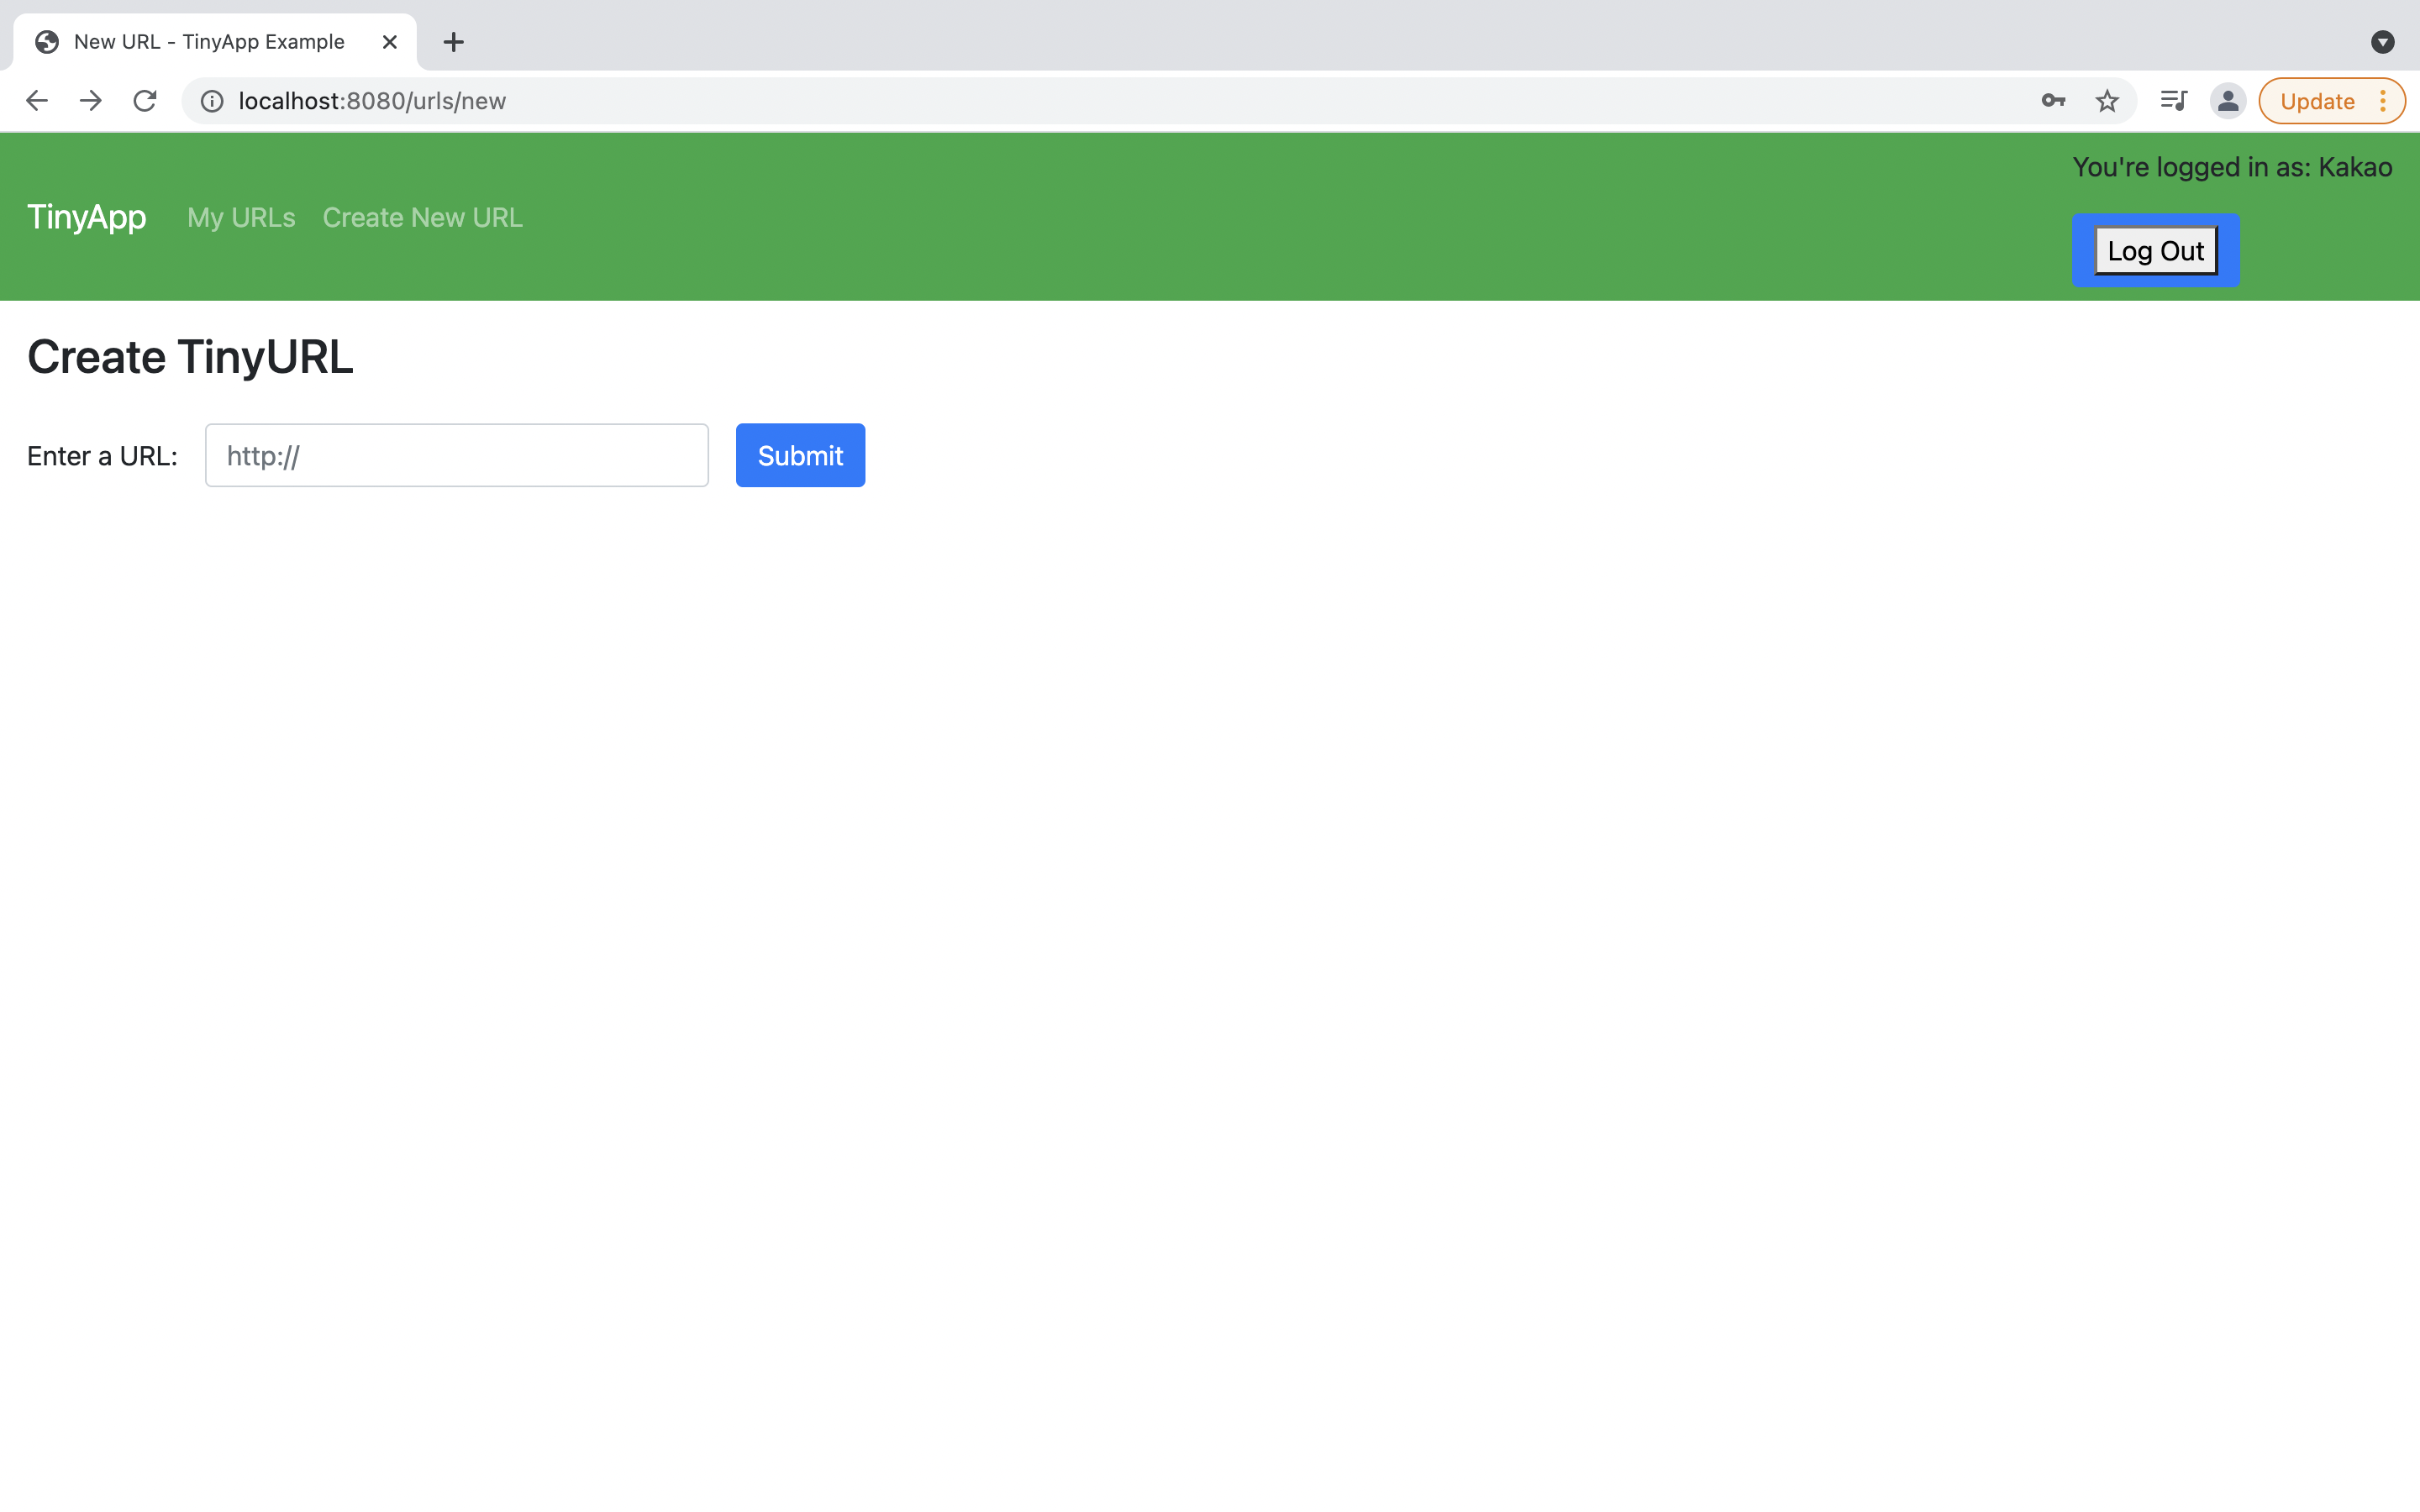 New URL - TinyApp Example
localhost:8080/urls/new
Update
You're logged in as: Kakao
TinyApp My URLs Create New URL
Log Out
Create TinyURL
Enter a URL: http:// Submit